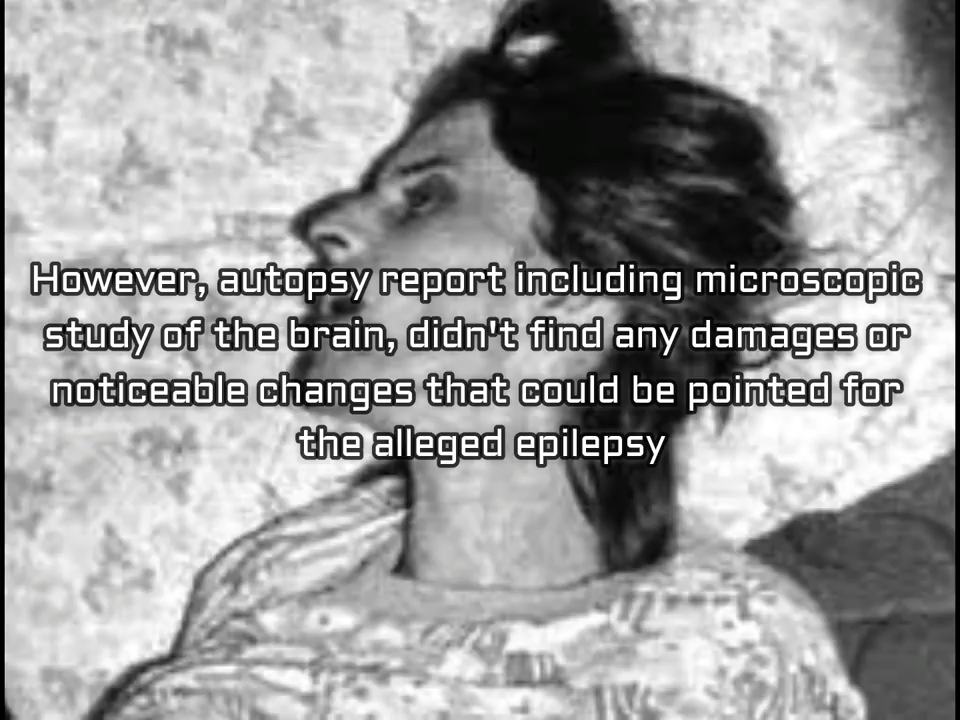 However, autopsy report including microscopic
study of the brain, didn't find any damages or
noticeable changes that could be pointed for
the alleged epilepsy